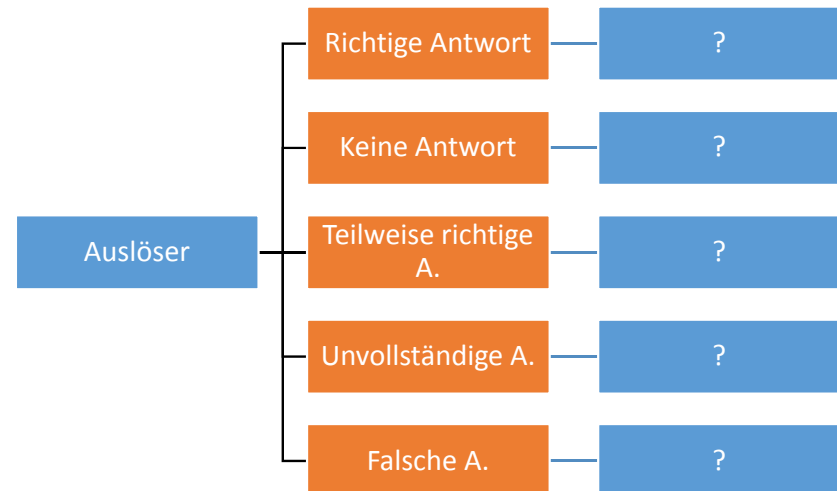 Richtige Antwort
?
Keine Antwort
?
Auslöser
Teilweise richtige
A.
?
Unvollständige A.
?
Falsche A.
?